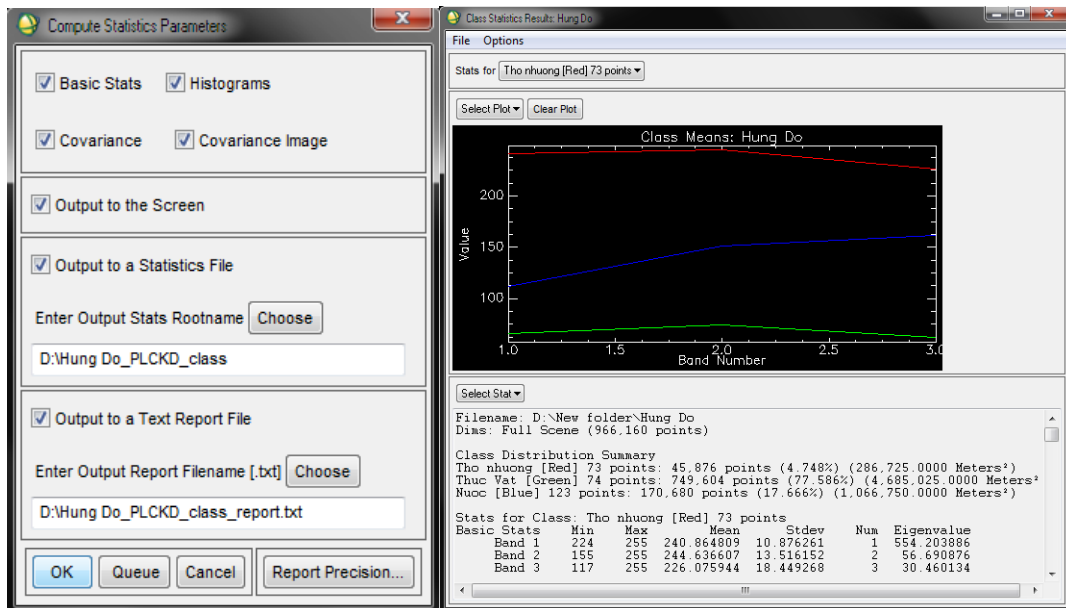 Compute Statistics Parameters
Basic Stats Histograms
Covariance Covariance Image
Output to the Screen
Output to a Statistics File
Enter Output Stats Rootname Choose
D:\Hung Do_PLCKD_class
Output to a Text Report File
Enter Output Report Filename [.txt] Choose
D:\Hung Do_PLCKD_class_report.txt
OK Queue Cancel Report Precision...
Class Statistics Results: Hung Do
File Options
Stats for Tho nhuong [Red] 73 points
Select Plot Clear Plot
Class Means: Hung Do
200
150
100
Value
1.0 1.5 2.0 2.5 3.0
Band Number
Select Stat
Filename: D:\New folder\Hung Do
Dims: Full Scene (966,160 points)
Class Distribution Summary
Tho nhuong [Red] 73 points: 45,876 points (4.748%) (286,725.0000 Meters²)
Thuc Vat [Green] 74 points: 749,604 points (77.586%) (4,685,025.0000 Meters²
Nuoc [Blue] 123 points: 170,680 points (17.666%) (1,066,750.0000 Meters²)
Stats for Class: Tho nhuong [Red] 73 points
Basic Stats Min Max Mean Stdev Num Eigenvalue
Band 1 224 255 240.864809 10.876261 1 554.203886
Band 2 155 255 244.636607 13.516152 2 56.690876
Band 3 117 255 226.075944 18.449268 3 30.460134